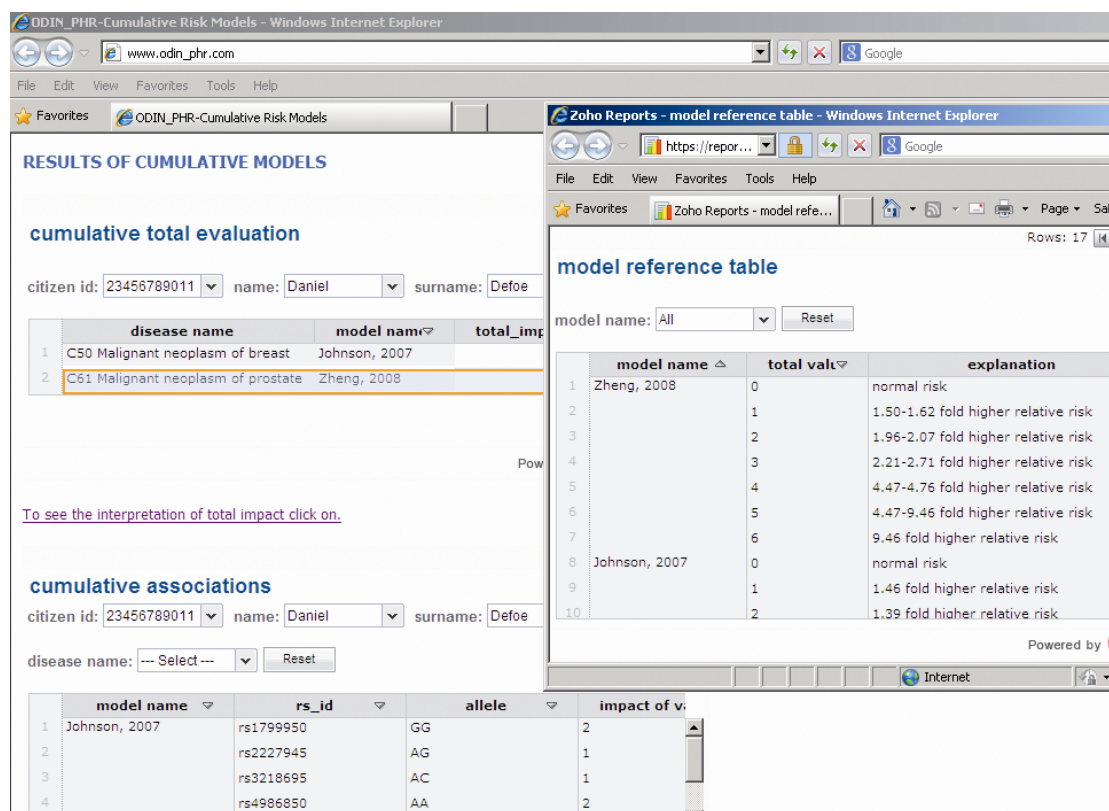 ODIN_PHR-Cumulative Risk Models - Windows Internet Explorer
www.odin_phr.com
Google
File Edit View Favorites Tools Help
Favorites ODIN_PHR-Cumulative Risk Models
RESULTS OF CUMULATIVE MODELS
cumulative total evaluation
citizen id: 23456789011 name: Daniel surname: Defoe
disease name model name total_imp
1 C50 Malignant neoplasm of breast Johnson, 2007
2 C61 Malignant neoplasm of prostate Zheng, 2008
Pow
To see the interpretation of total impact click on.
cumulative associations
citizen id: 23456789011 name: Daniel surname: Defoe
disease name: --- Select --- Reset
model name rs_id allele impact of va
1 Johnson, 2007 rs1799950 GG 2
2 rs2227945 AG 1
3 rs3218695 AC 1
4 rs4986850 AA 2
Zoho Reports - model reference table - Windows Internet Explorer
https://repor... Google
File Edit View Favorites Tools Help
Favorites Zoho Reports - model refe... Page Sa
Rows: 17
model reference table
model name: All Reset
model name total valu explanation
1 Zheng, 2008 0 normal risk
2 1 1.50-1.62 fold higher relative risk
3 2 1.96-2.07 fold higher relative risk
4 3 2.21-2.71 fold higher relative risk
5 4 4.47-4.76 fold higher relative risk
6 5 4.47-9.46 fold higher relative risk
7 6 9.46 fold higher relative risk
8 Johnson, 2007 0 normal risk
9 1 1.46 fold higher relative risk
10 2 1.39 fold higher relative risk
Powered by
Internet